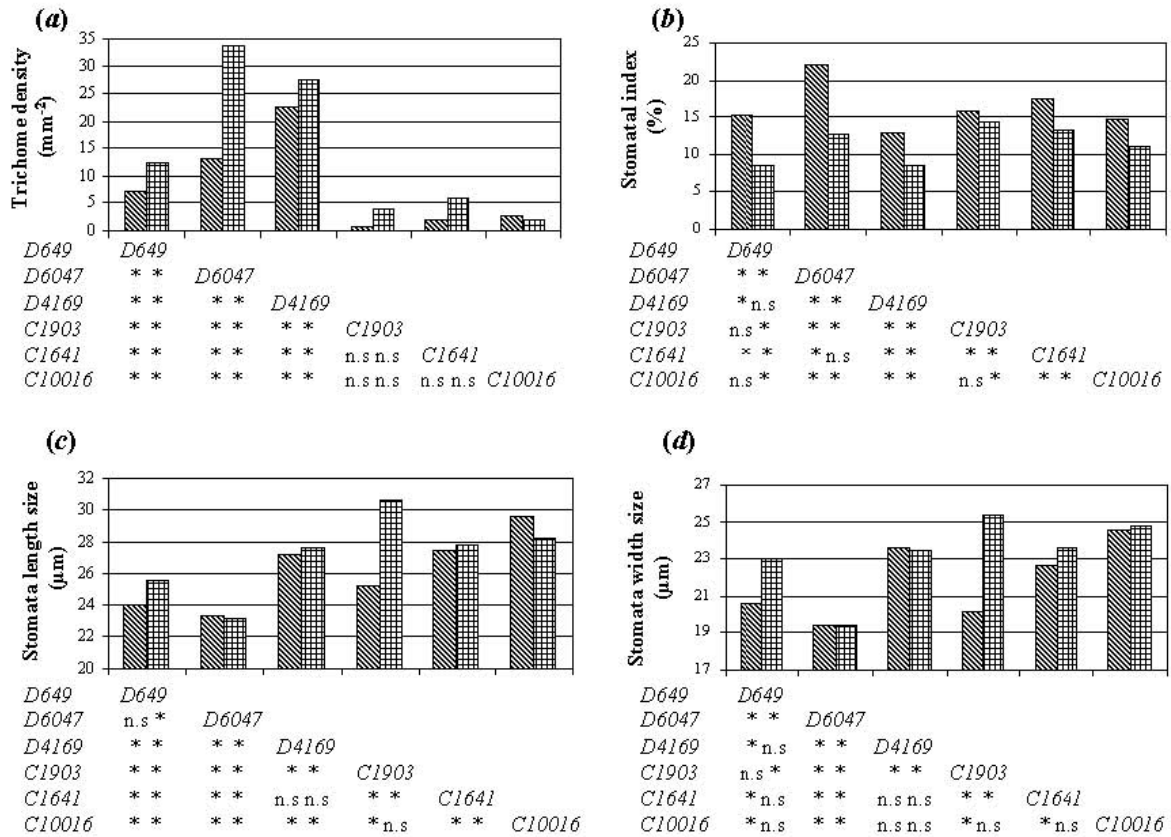 (a)
Trichome density
(mm-2)
35
30
25
20
15
10
5
0
D649 D649
D6047 * * D6047
D4169 * * * * D4169
C1903 * * * * * * C1903
C1641 * * * * * * n.s n.s C1641
C10016 * * * * * * n.s n.s n.s n.s C10016
(b)
Stomatal index
(%)
25
20
15
10
5
0
D649 D649
D6047 * * D6047
D4169 * n.s * * D4169
C1903 n.s * * * * * C1903
C1641 * * * n.s * * * * C1641
C10016 n.s * * * * * n.s * * * C10016
(c)
Stomata length size
(µm)
32
30
28
26
24
22
20
D649 D649
D6047 n.s * D6047
D4169 * * * * D4169
C1903 * * * * * * C1903
C1641 * * * * n.s n.s * * C1641
C10016 * * * * * * * n.s * * C10016
(d)
Stomata width size
(µm)
27
25
23
21
19
17
D649 D649
D6047 * * D6047
D4169 * n.s * * D4169
C1903 n.s * * * * * C1903
C1641 * n.s * * n.s n.s * * C1641
C10016 * n.s * * n.s n.s * n.s * n.s C10016